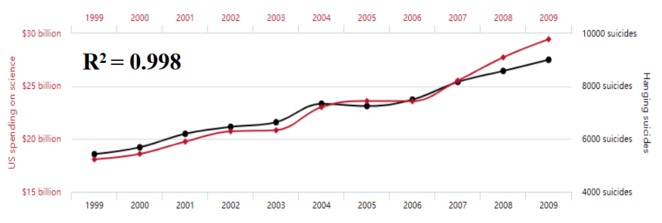 1999 2000 2001 2002 2003 2004 2005 2006 2007 2008 2009
$30 billion
10000 suicides
R² = 0.998
$25 billion
8000 suicides
US spending on science
Hanging suicides
$20 billion
6000 suicides
$15 billion
4000 suicides
1999 2000 2001 2002 2003 2004 2005 2006 2007 2008 2009